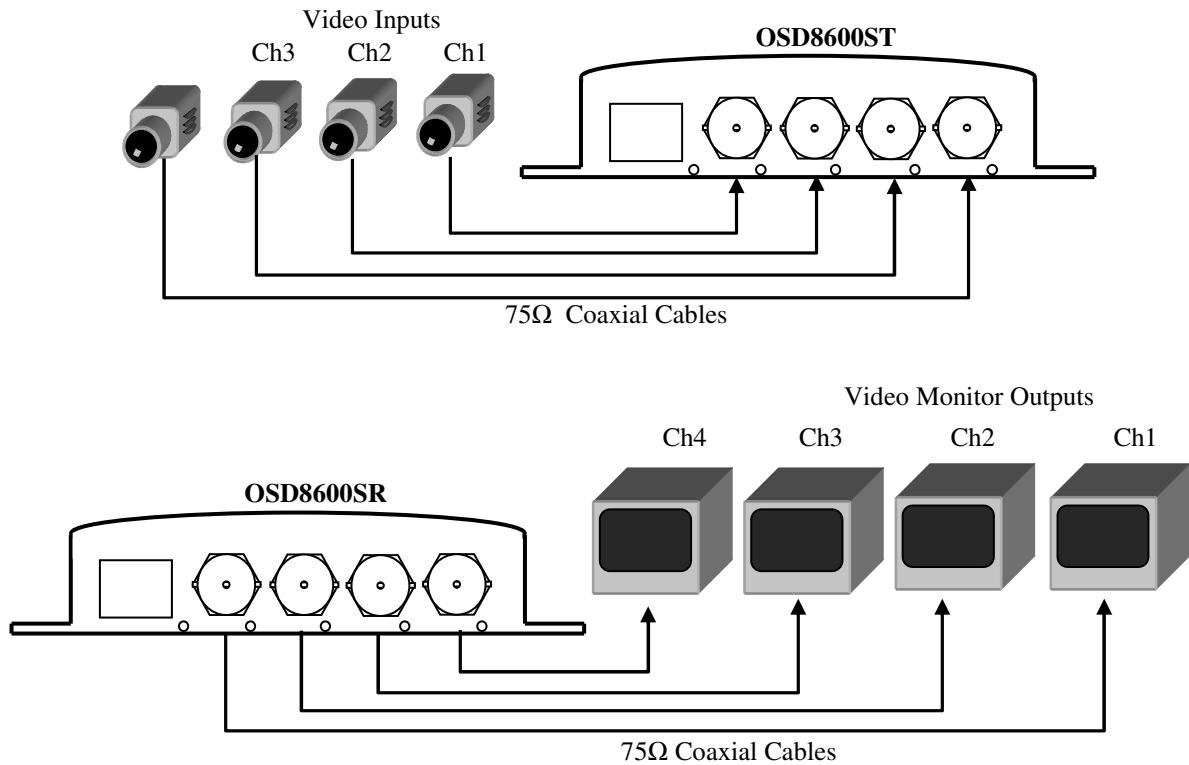 Video Inputs
Ch3 Ch2 Ch1
OSD8600ST
75Ω Coaxial Cables
Video Monitor Outputs
Ch4 Ch3 Ch2 Ch1
OSD8600SR
75Ω Coaxial Cables